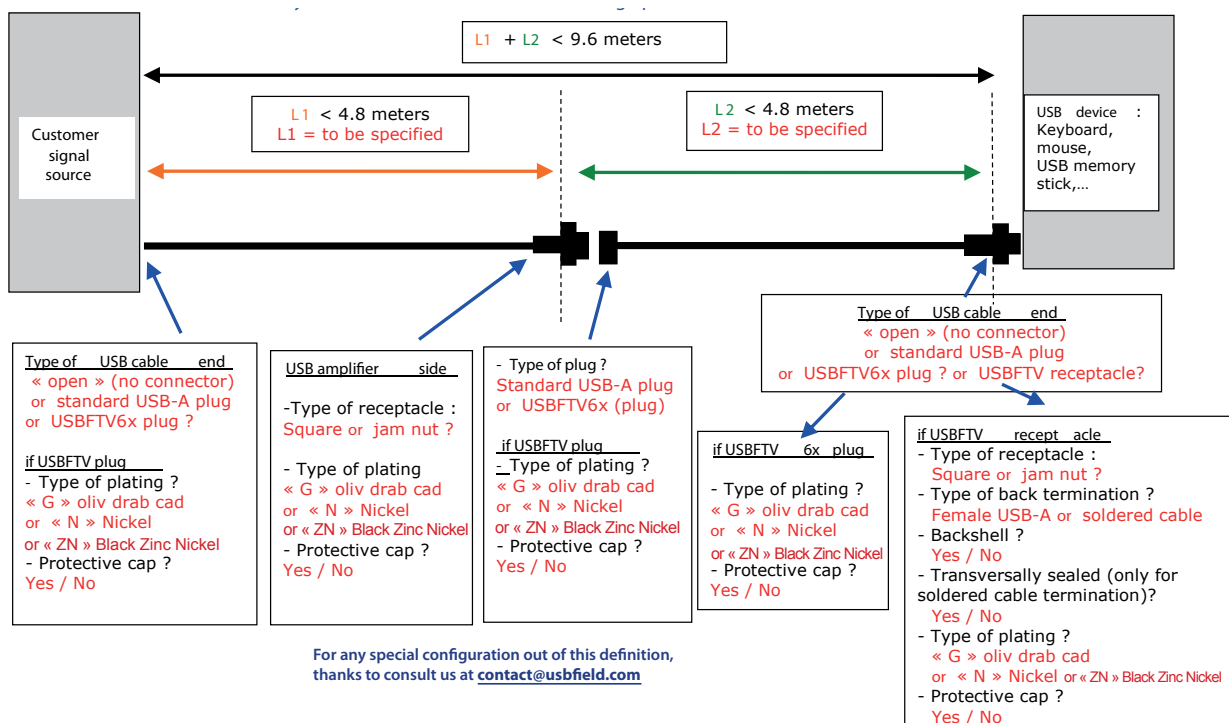 L1 + L2 < 9.6 meters
L1 < 4.8 meters
L1 = to be specified
L2 < 4.8 meters
L2 = to be specified
Customer
signal
source
USB device :
Keyboard,
mouse,
USB memory
stick,...
Type of USB cable end
« open » (no connector)
or standard USB-A plug
or USBFTV6x plug ?
if USBFTV plug
- Type of plating ?
« G » oliv drab cad
or « N » Nickel
or « ZN » Black Zinc Nickel
- Protective cap ?
Yes / No
USB amplifier side
-Type of receptacle :
Square or jam nut ?
- Type of plating
« G » oliv drab cad
or « N » Nickel
or « ZN » Black Zinc Nickel
- Protective cap ?
Yes / No
- Type of plug ?
Standard USB-A plug
or USBFTV6x (plug)
if USBFTV plug
- Type of plating ?
« G » oliv drab cad
or « N » Nickel
or « ZN » Black Zinc Nickel
- Protective cap ?
Yes / No
Type of USB cable end
« open » (no connector)
or standard USB-A plug
or USBFTV6x plug ? or USBFTV receptacle?
if USBFTV 6x plug
- Type of plating ?
« G » oliv drab cad
or « N » Nickel
or « ZN » Black Zinc Nickel
- Protective cap ?
Yes / No
if USBFTV recept acle
- Type of receptacle :
Square or jam nut ?
- Type of back termination ?
Female USB-A or soldered cable
- Backshell ?
Yes / No
- Transversally sealed (only for
soldered cable termination)?
Yes / No
- Type of plating ?
« G » oliv drab cad
or « N » Nickel or « ZN » Black Zinc Nickel
- Protective cap ?
Yes / No
For any special configuration out of this definition,
thanks to consult us at contact@usbfield.com